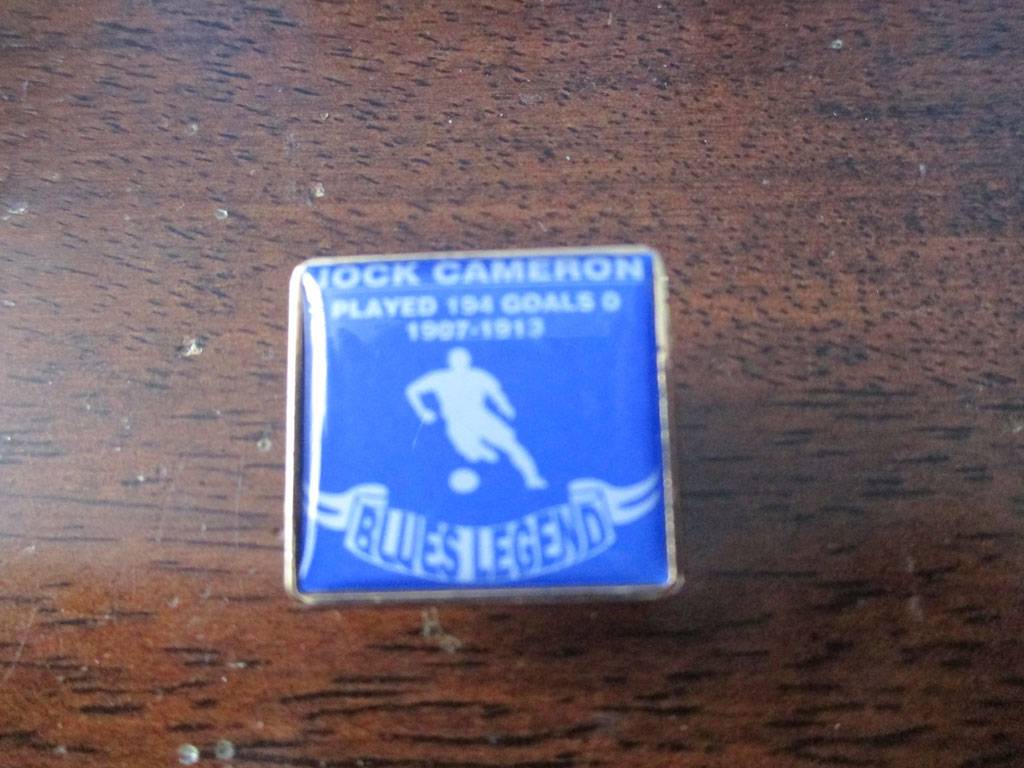 JOCK CAMERON
PLAYED 194 GOALS 0
1907-1913
BLUES LEGEND